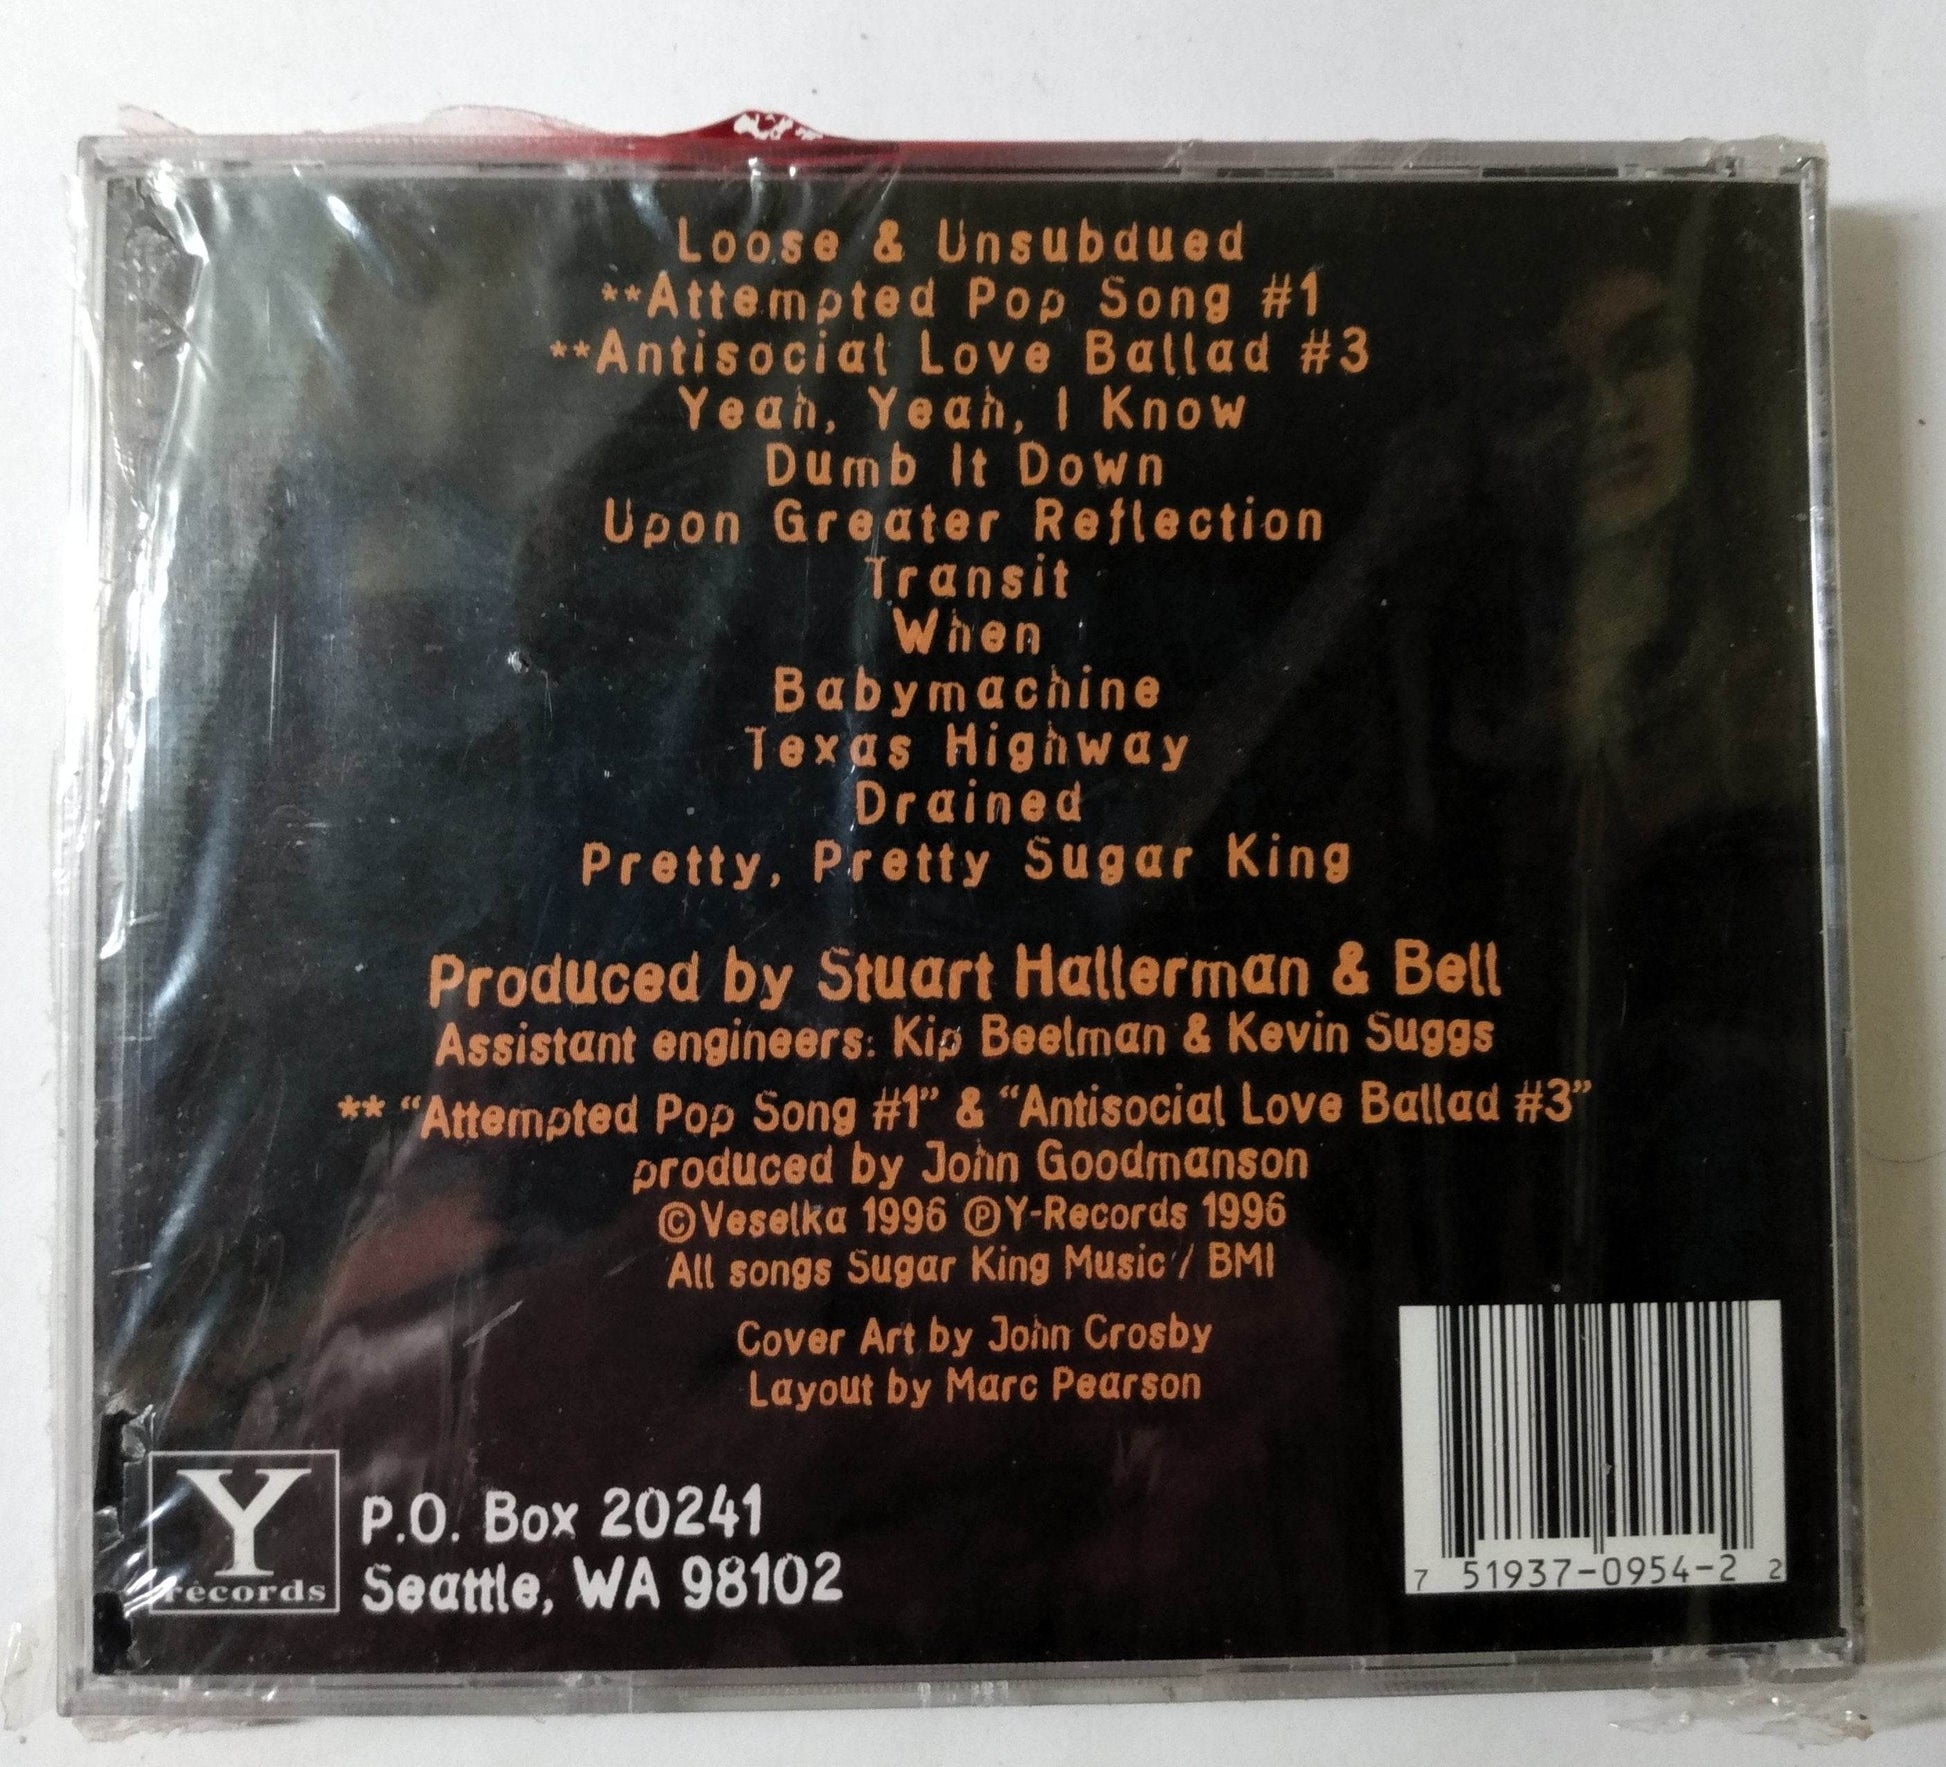 Loose & Unsubdued
**Attempted Pop Song #1
**Antisocial Love Ballad #3
Yeah, Yeah, I Know
Dumb It Down
Upon Greater Reflection
Transit
When
Babymachine
Texas Highway
Drained
Pretty, Pretty Sugar King
Produced by Stuart Hallerman & Bell
Assistant engineers: Kip Beelman & Kevin Suggs
** “Attempted Pop Song #1” & “Antisocial Love Ballad #3”
produced by John Goodmanson
©Veselka 1996 ℗Y-Records 1996
All songs Sugar King Music / BMI
Cover Art by John Crosby
Layout by Marc Pearson
Y
records
P.O. Box 20241
Seattle, WA 98102
7 51937-0954-2 2